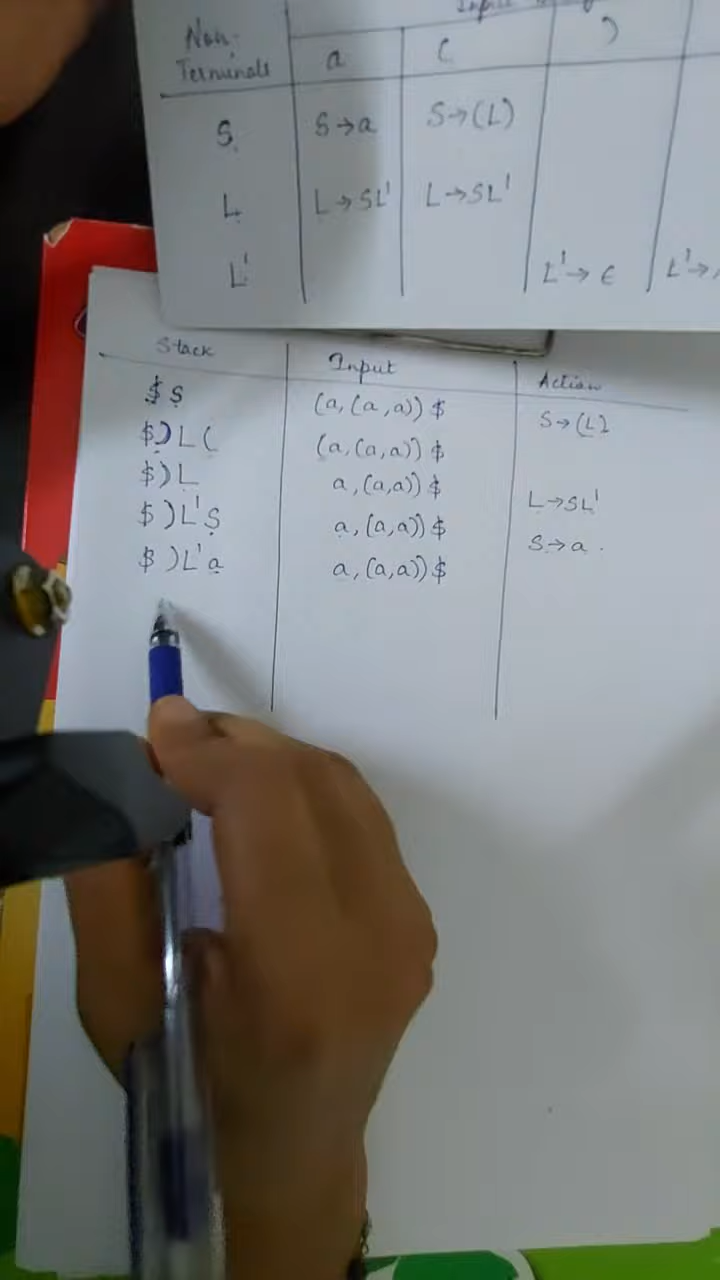 Non-Terminals a ( )
S S→a S→(L)
L L→SL' L→SL'
L' L'→ε L'→
Stack Input Action
$S (a,(a,a))$ S→(L)
$)L( (a,(a,a))$
$)L a,(a,a))$ L→SL'
$)L'S a,(a,a))$ S→a.
$)L'a a,(a,a))$